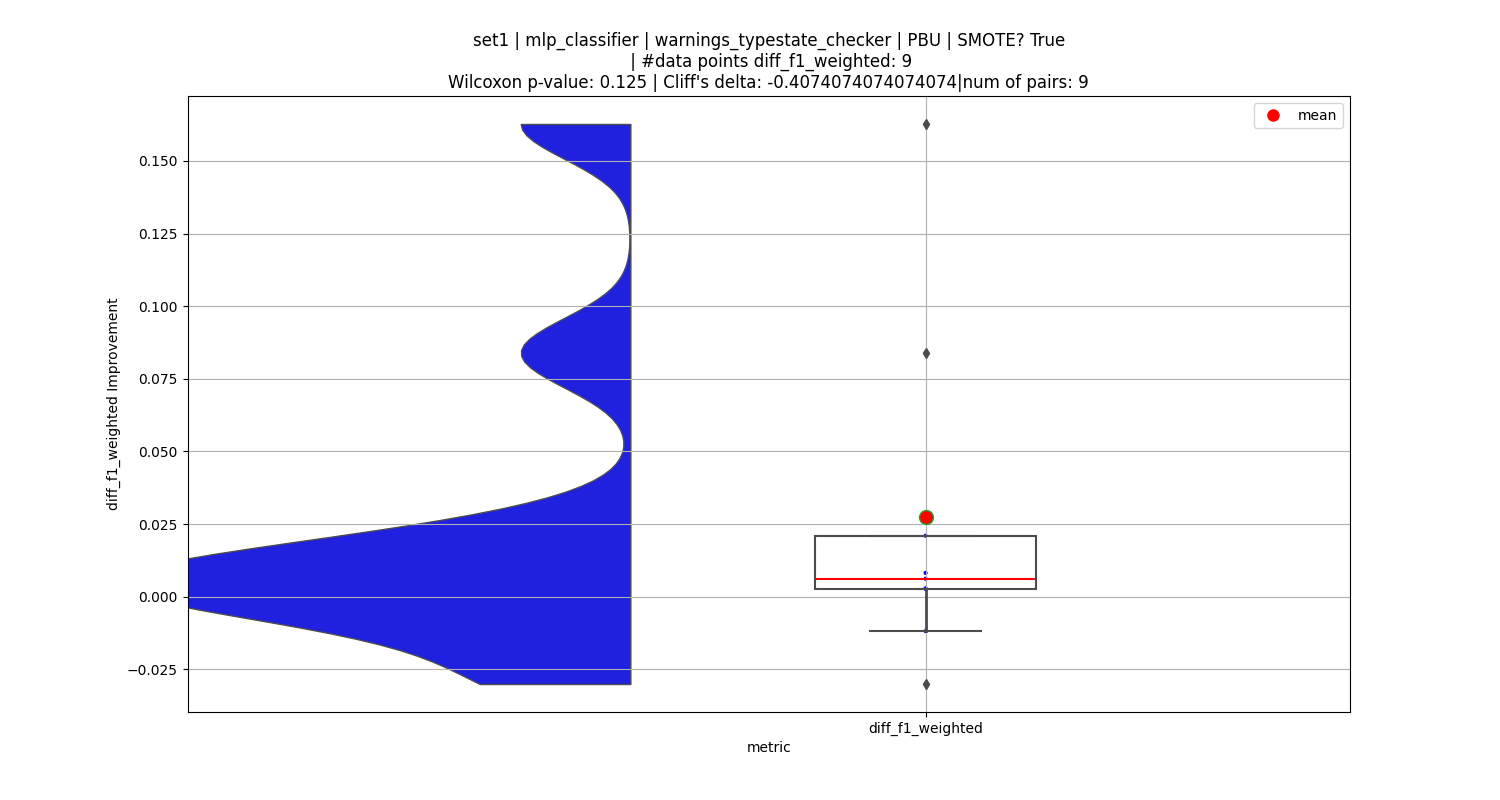 set1 | mlp_classifier | warnings_typestate_checker | PBU | SMOTE? True
| #data points diff_f1_weighted: 9
Wilcoxon p-value: 0.125 | Cliff's delta: -0.4074074074074074|num of pairs: 9
mean
0.150
0.125
0.100
0.075
0.050
0.025
0.000
−0.025
diff_f1_weighted Improvement
diff_f1_weighted
metric